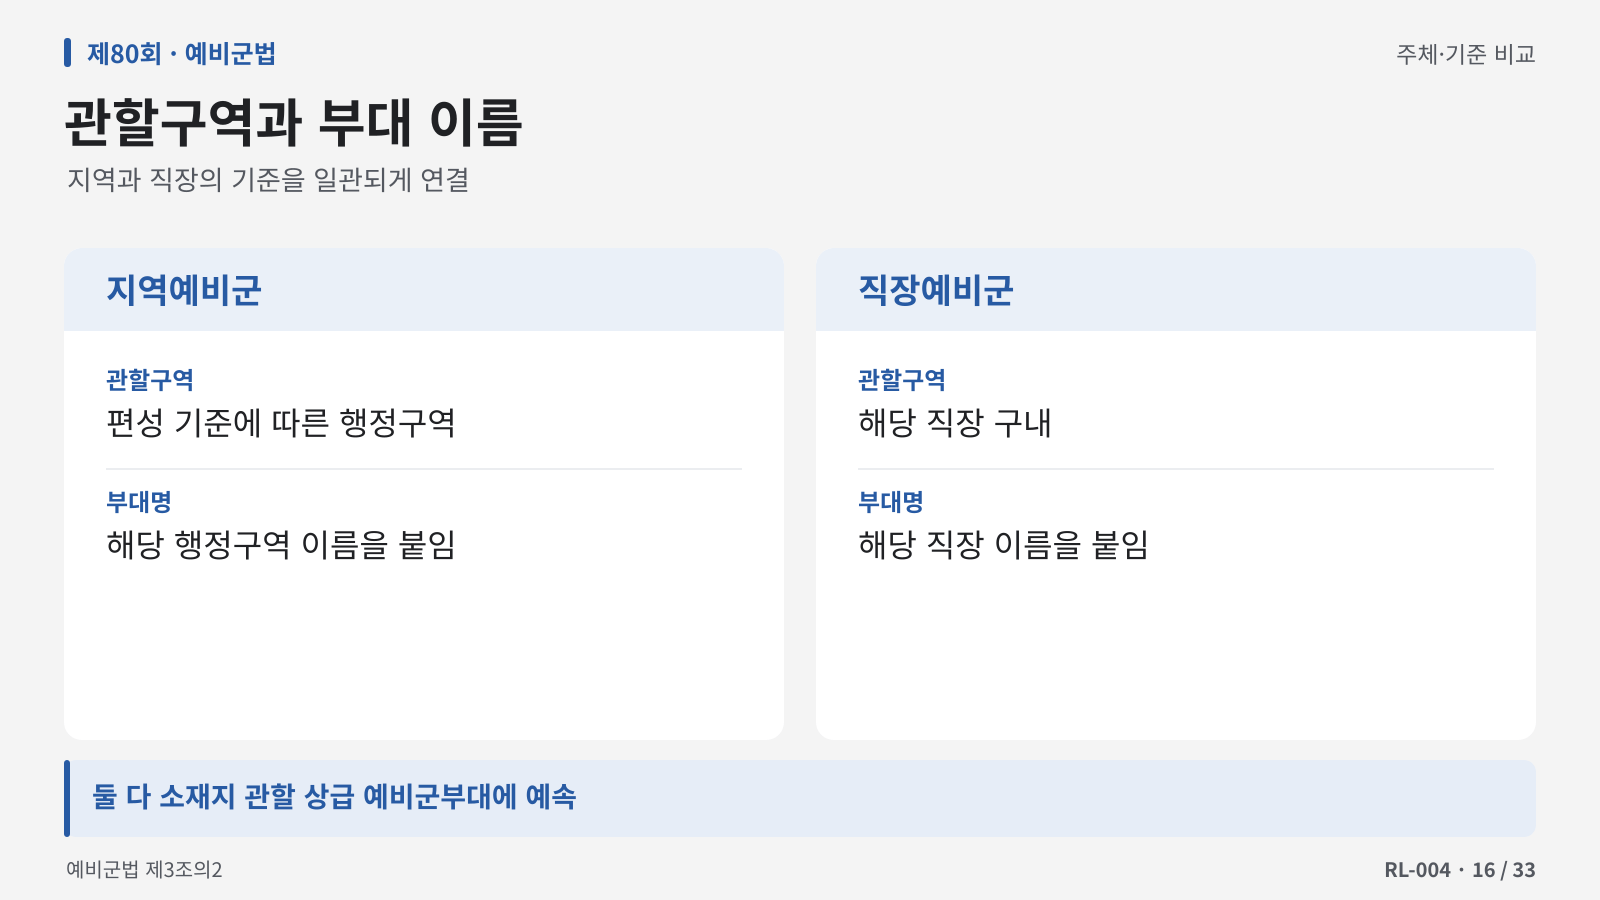 제80회 · 예비군법
주체·기준 비교
관할구역과 부대 이름
지역과 직장의 기준을 일관되게 연결
지역예비군
관할구역
편성 기준에 따른 행정구역
부대명
해당 행정구역 이름을 붙임
직장예비군
관할구역
해당 직장 구내
부대명
해당 직장 이름을 붙임
둘 다 소재지 관할 상급 예비군부대에 예속
예비군법 제3조의2
RL-004 · 16 / 33